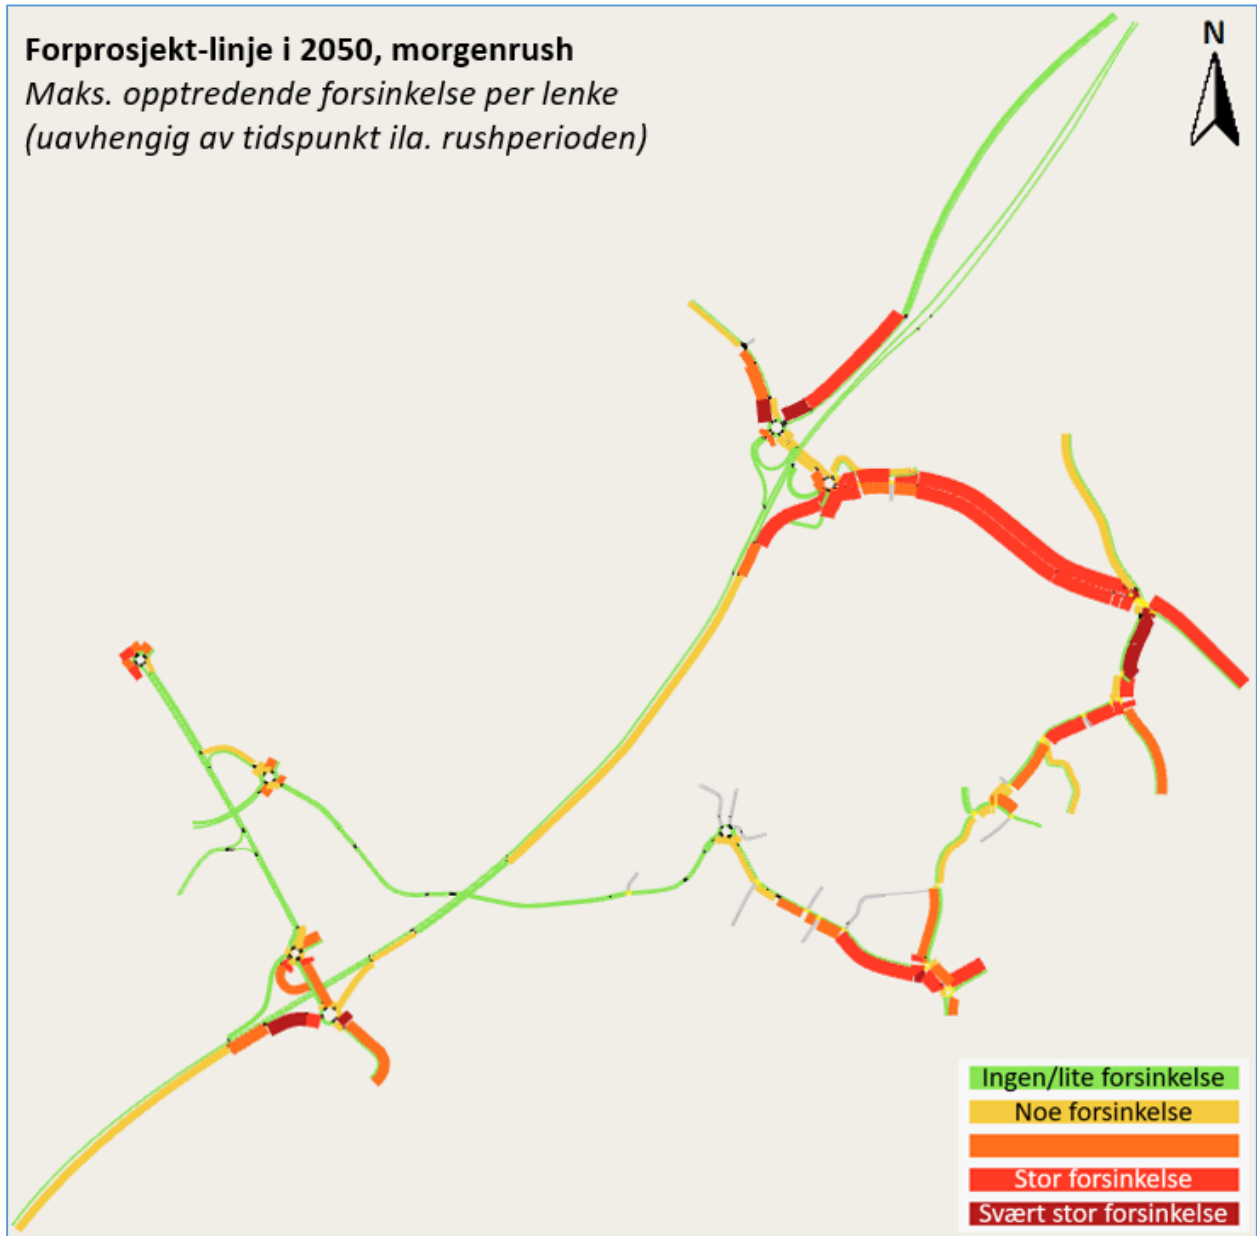 Forprosjekt-linje i 2050, morgenrush
Maks. opptredende forsinkelse per lenke
(uavhengig av tidspunkt ila. rushperioden)
N
Ingen/lite forsinkelse
Noe forsinkelse
Stor forsinkelse
Svært stor forsinkelse